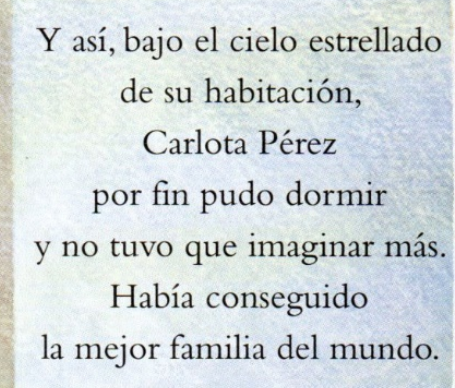 Y así, bajo el cielo estrellado
de su habitación,
Carlota Pérez
por fin pudo dormir
y no tuvo que imaginar más.
Había conseguido
la mejor familia del mundo.